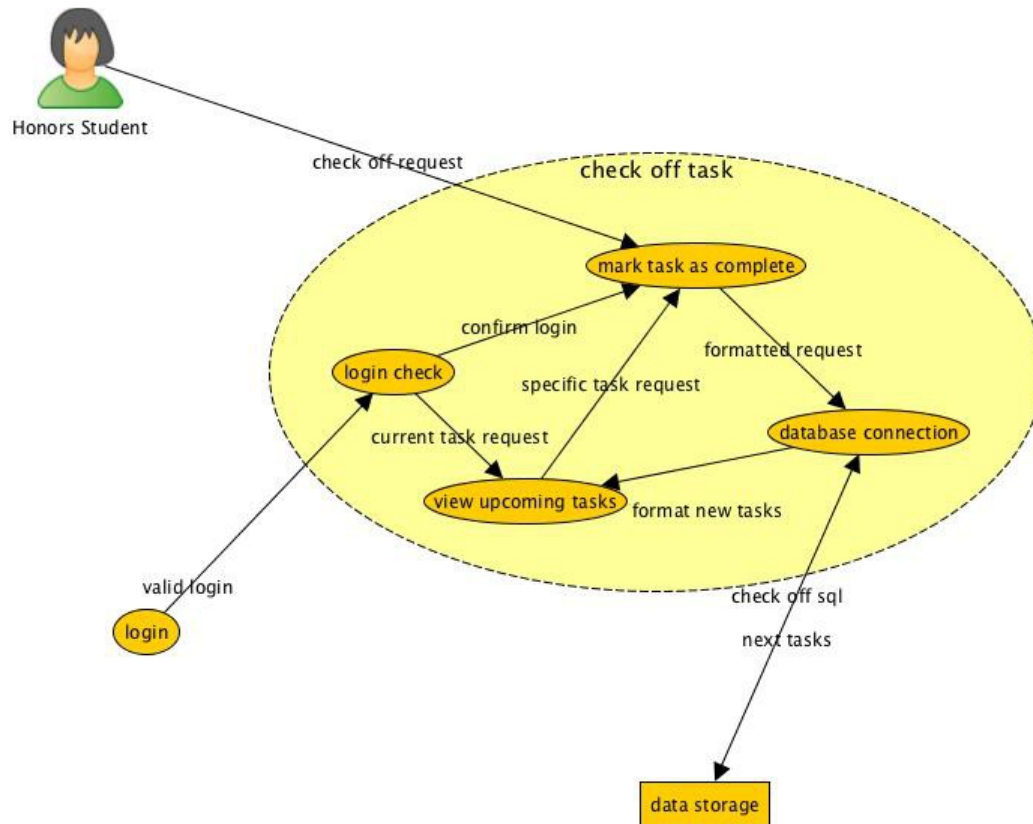 Honors Student
check off request
check off task
mark task as complete
confirm login
formatted request
login check
specific task request
current task request
database connection
view upcoming tasks
format new tasks
valid login
check off sql
login
next tasks
data storage